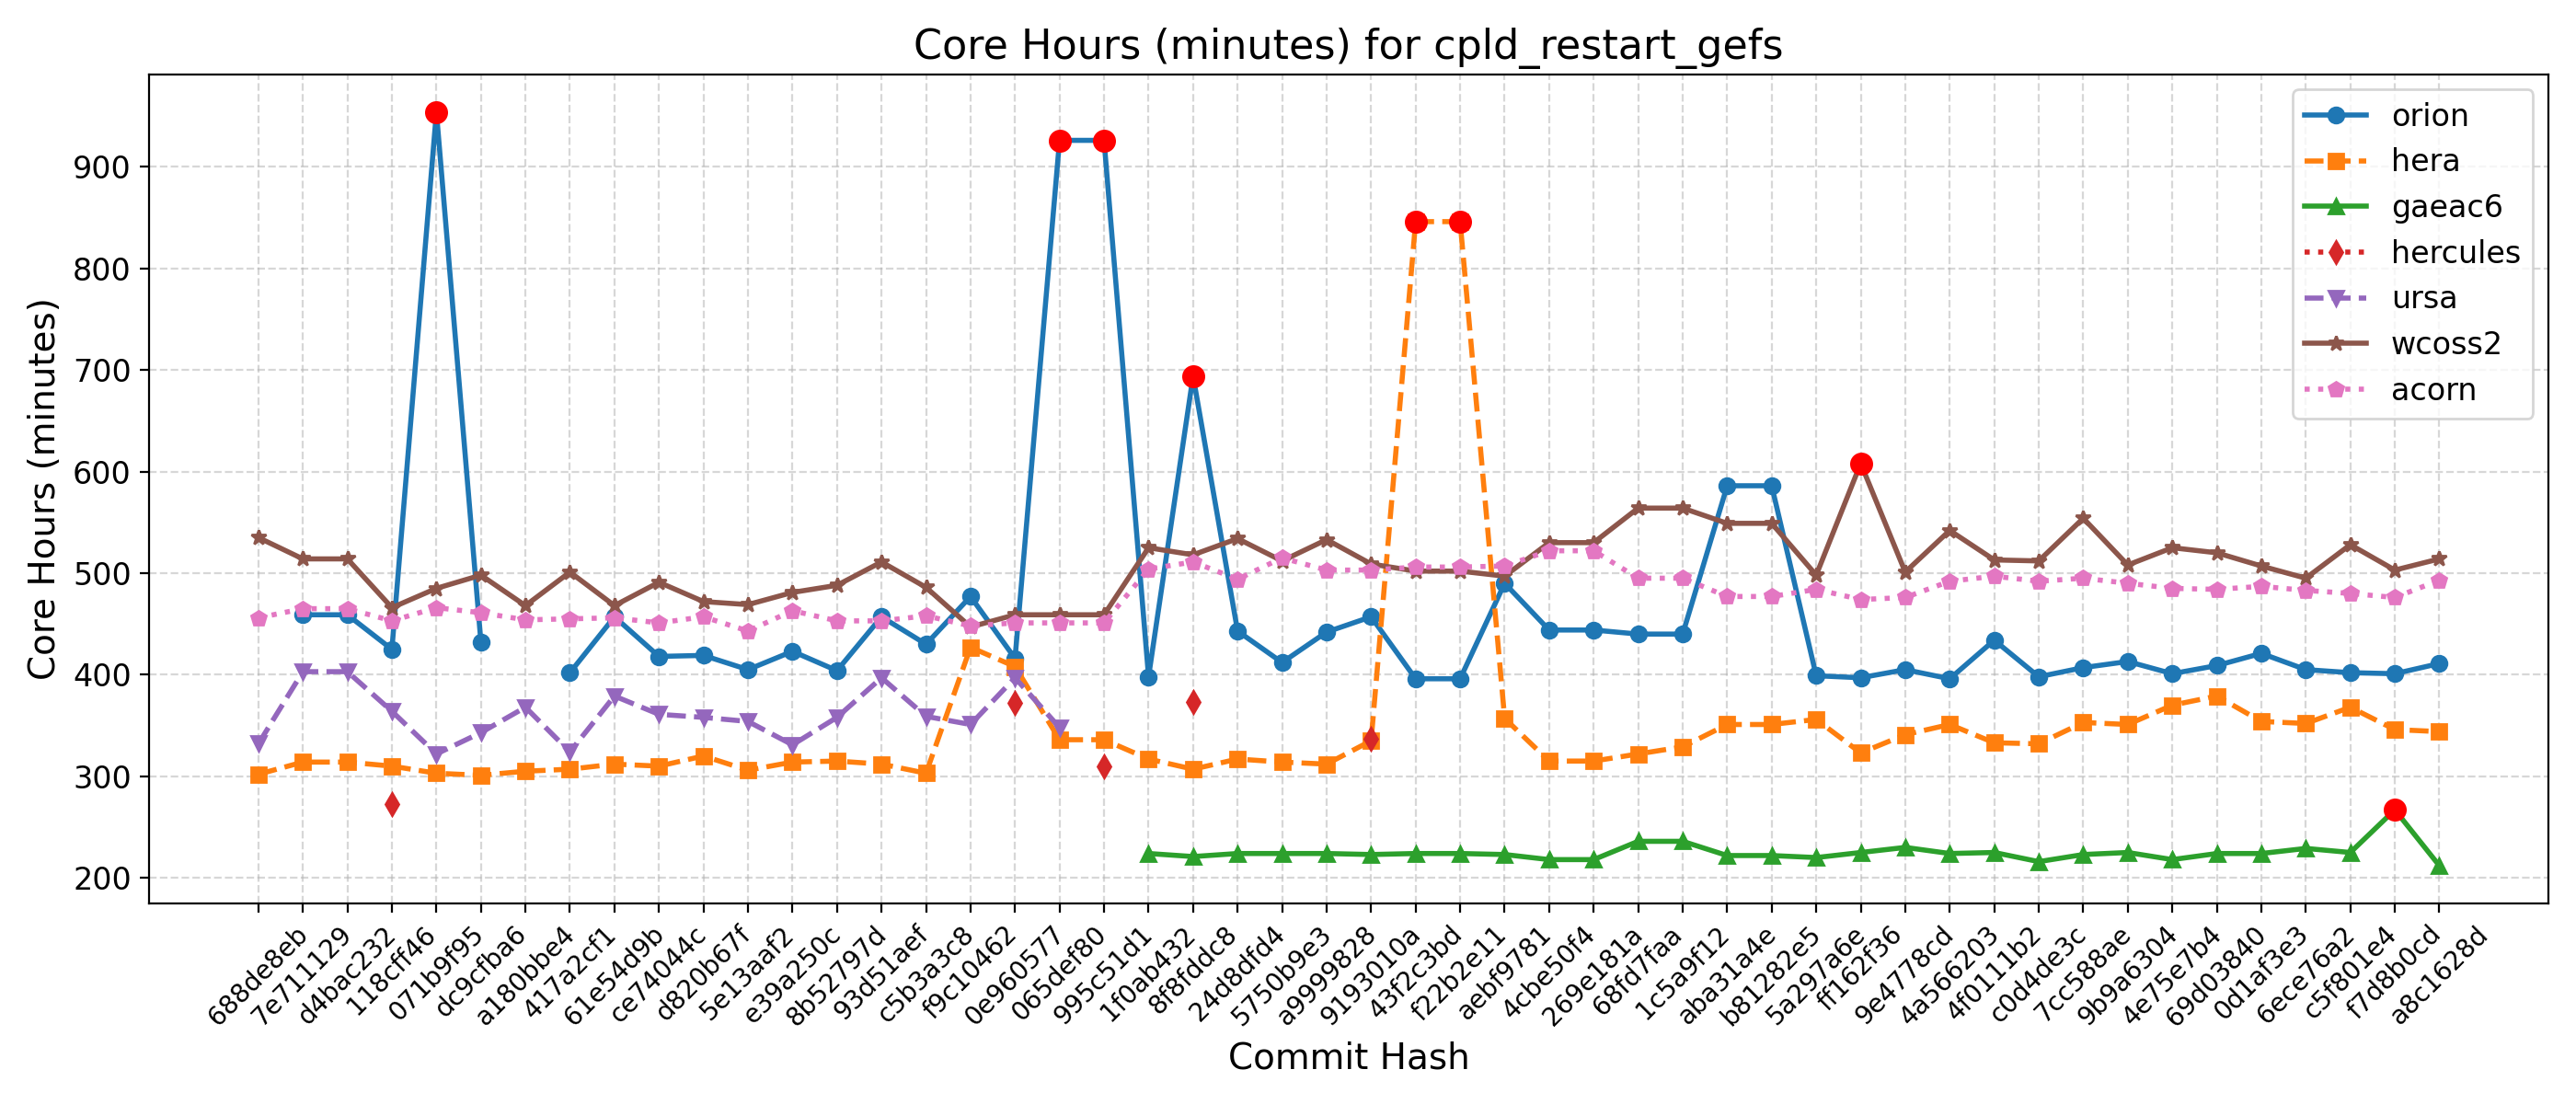 Core Hours (minutes) for cpld_restart_gefs
Core Hours (minutes)
900
800
700
600
500
400
300
200
orion
hera
gaeac6
hercules
ursa
wcoss2
acorn
688de8eb
7e711129
d4bac232
118cff46
071b9f95
dc9cfba6
a180bbe4
417a2cf1
61e54d9b
ce74044c
d820b67f
5e13aaf2
e39a250c
8b52797d
93d51aef
c5b3a3c8
f9c10462
0e960577
065def80
995c51d1
1f0ab432
8f8fddc8
24d8dfd4
5750b9e3
a9999828
9193010a
43f2c3bd
f22b2e11
aebf9781
4cbe50f4
269e181a
68fd7faa
1c5a9f12
aba31a4e
b81282e5
5a297a6e
ff162f36
9e4778cd
4a566203
4f0111b2
c0d4de3c
7cc588ae
9b9a6304
4e75e7b4
69d03840
0d1af3e3
6ece76a2
c5f801e4
f7d8b0cd
a8c1628d
Commit Hash